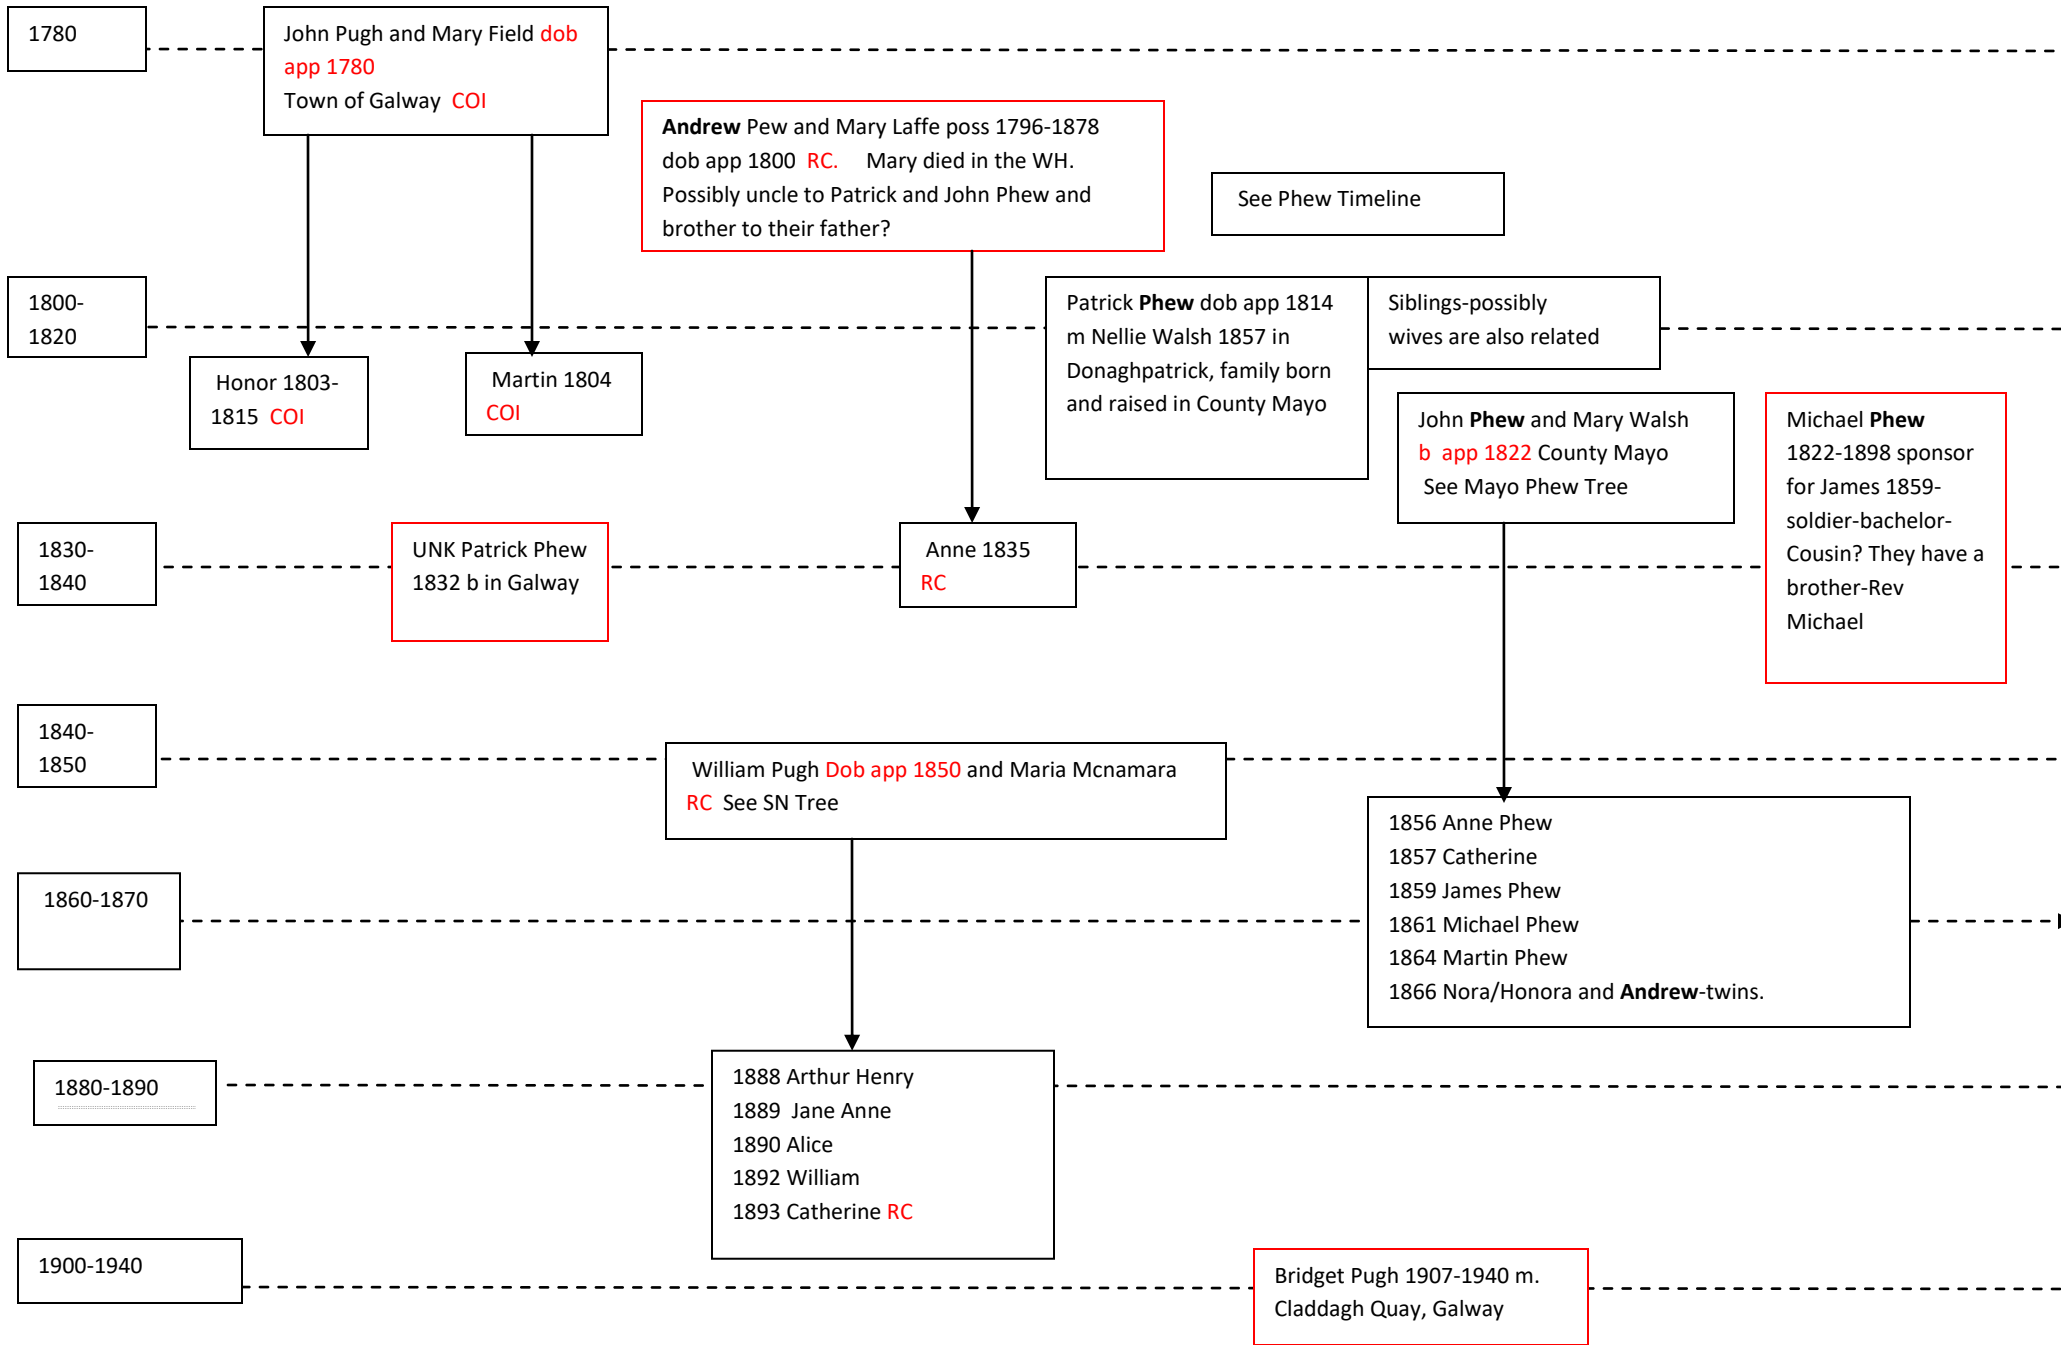 1780
John Pugh and Mary Field dob
app 1780
Town of Galway COI
Andrew Pew and Mary Laffe poss 1796-1878
dob app 1800 RC. Mary died in the WH.
Possibly uncle to Patrick and John Phew and
brother to their father?
See Phew Timeline
1800-
1820
Patrick Phew dob app 1814
m Nellie Walsh 1857 in
Donaghpatrick, family born
and raised in County Mayo
Siblings-possibly
wives are also related
Honor 1803-
1815 COI
Martin 1804
COI
John Phew and Mary Walsh
b app 1822 County Mayo
See Mayo Phew Tree
Michael Phew
1822-1898 sponsor
for James 1859-
soldier-bachelor-
Cousin? They have a
brother-Rev
Michael
1830-
1840
UNK Patrick Phew
1832 b in Galway
Anne 1835
RC
1840-
1850
William Pugh Dob app 1850 and Maria Mcnamara
RC See SN Tree
1856 Anne Phew
1857 Catherine
1859 James Phew
1861 Michael Phew
1864 Martin Phew
1866 Nora/Honora and Andrew-twins.
1860-1870
1880-1890
1888 Arthur Henry
1889 Jane Anne
1890 Alice
1892 William
1893 Catherine RC
1900-1940
Bridget Pugh 1907-1940 m.
Claddagh Quay, Galway